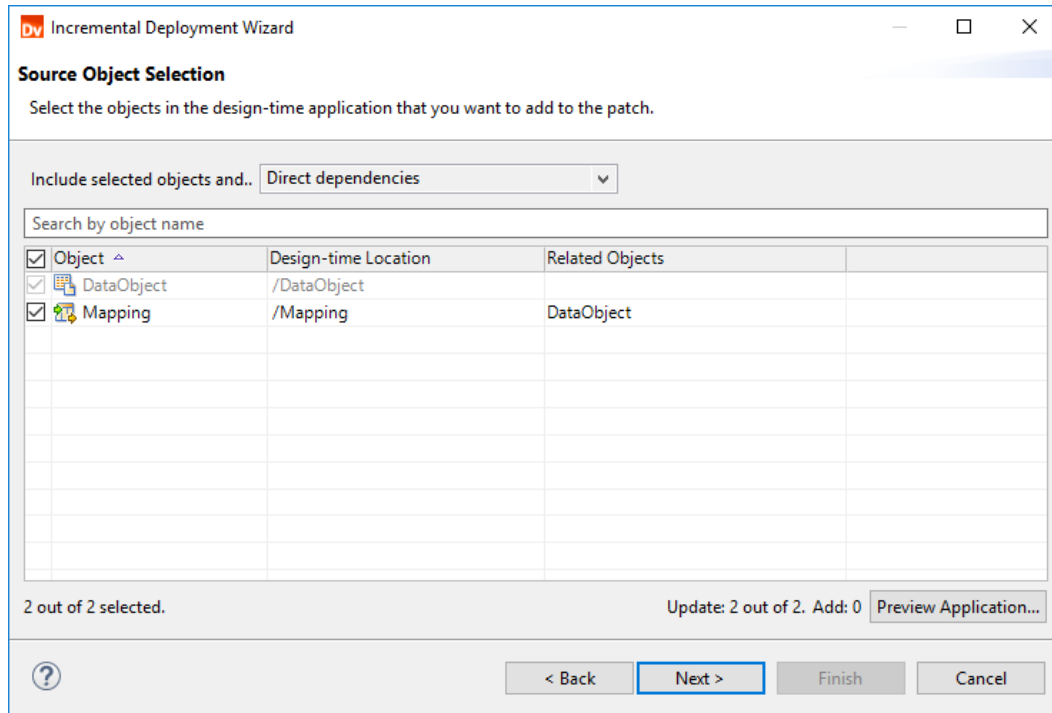 Dv Incremental Deployment Wizard
Source Object Selection
Select the objects in the design-time application that you want to add to the patch.
Include selected objects and.. Direct dependencies
Search by object name
Object Design-time Location Related Objects
DataObject /DataObject
Mapping /Mapping DataObject
2 out of 2 selected. Update: 2 out of 2. Add: 0 Preview Application...
? < Back Next > Finish Cancel